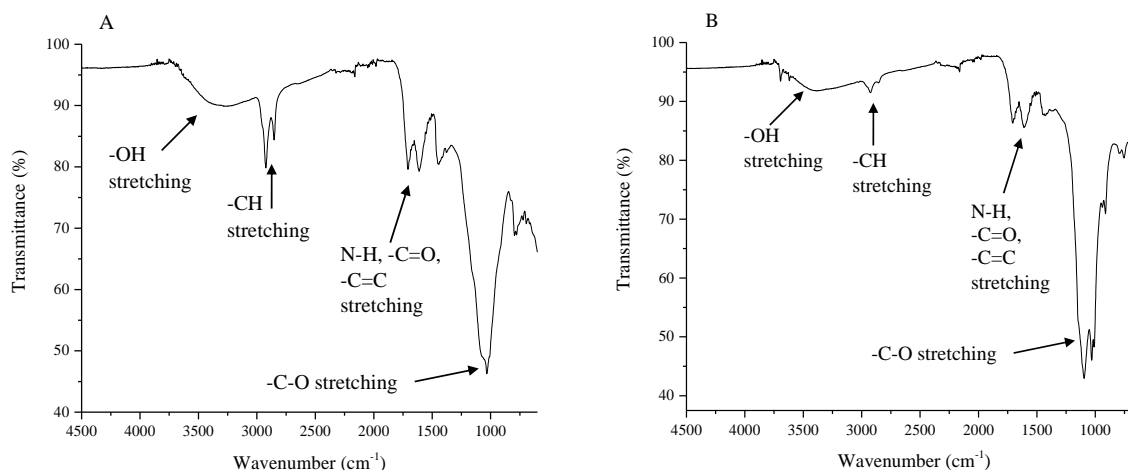 A
100
90
80
70
60
50
40
Transmittance (%)
-OH
stretching
-CH
stretching
N-H, -C=O,
-C=C
stretching
-C-O stretching
4500
4000
3500
3000
2500
2000
1500
1000
Wavenumber (cm-1)
B
100
90
80
70
60
50
40
Transmittance (%)
-OH
stretching
-CH
stretching
N-H,
-C=O,
-C=C
stretching
-C-O stretching
4500
4000
3500
3000
2500
2000
1500
1000
Wavenumber (cm-1)